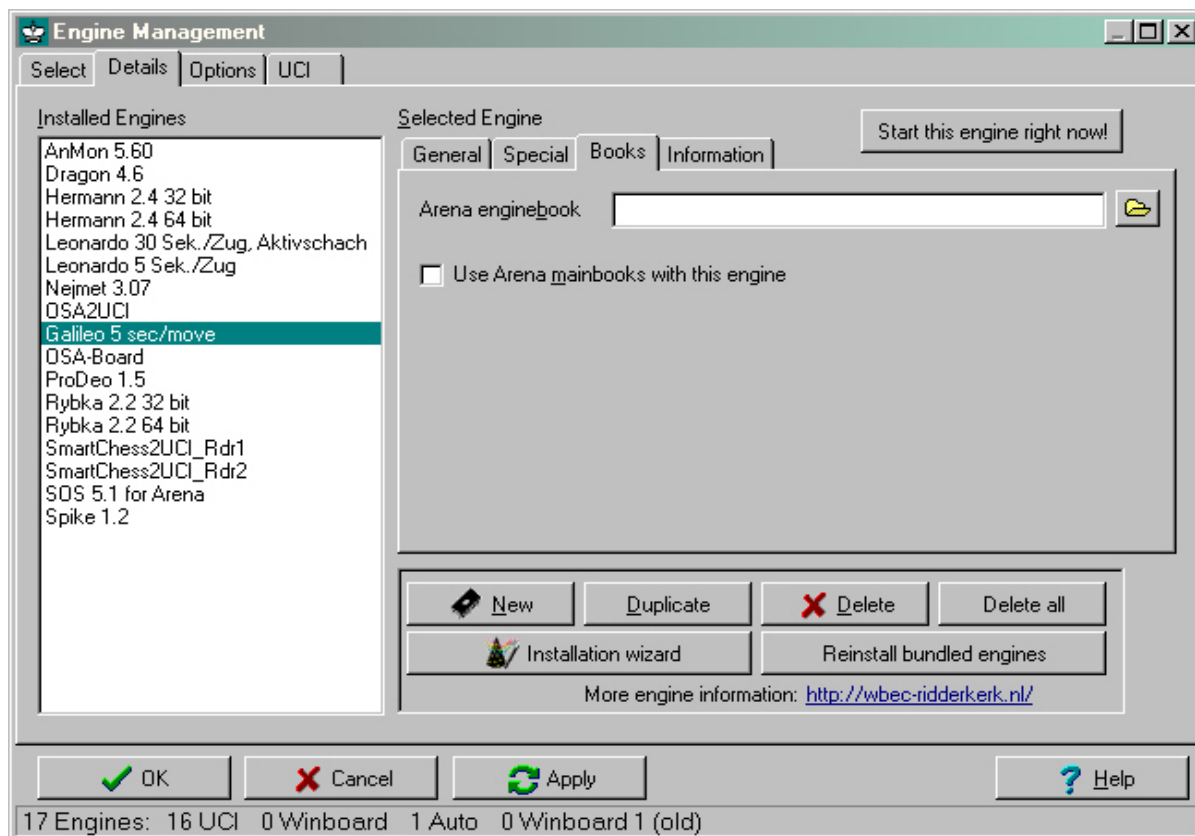 Engine Management
Select Details Options UCI
Installed Engines
AnMon 5.60
Dragon 4.6
Hermann 2.4 32 bit
Hermann 2.4 64 bit
Leonardo 30 Sek./Zug, Aktivschach
Leonardo 5 Sek./Zug
Nejmet 3.07
OSA2UCI
Galileo 5 sec/move
OSA-Board
ProDeo 1.5
Rybka 2.2 32 bit
Rybka 2.2 64 bit
SmartChess2UCI_Rdr1
SmartChess2UCI_Rdr2
SOS 5.1 for Arena
Spike 1.2
Selected Engine
Start this engine right now!
General Special Books Information
Arena enginebook
Use Arena mainbooks with this engine
New Duplicate Delete Delete all
Installation wizard Reinstall bundled engines
More engine information: http://wbec-ridderkerk.nl/
OK Cancel Apply Help
17 Engines: 16 UCI 0 Winboard 1 Auto 0 Winboard 1 (old)